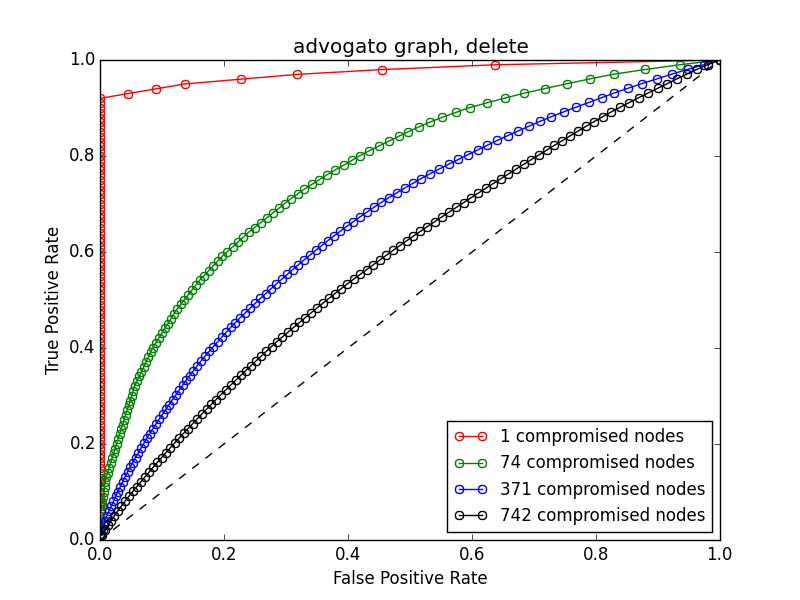 advogato graph, delete
1.0
0.8
0.6
0.4
0.2
0.0
True Positive Rate
0.0 0.2 0.4 0.6 0.8 1.0
False Positive Rate
1 compromised nodes
74 compromised nodes
371 compromised nodes
742 compromised nodes